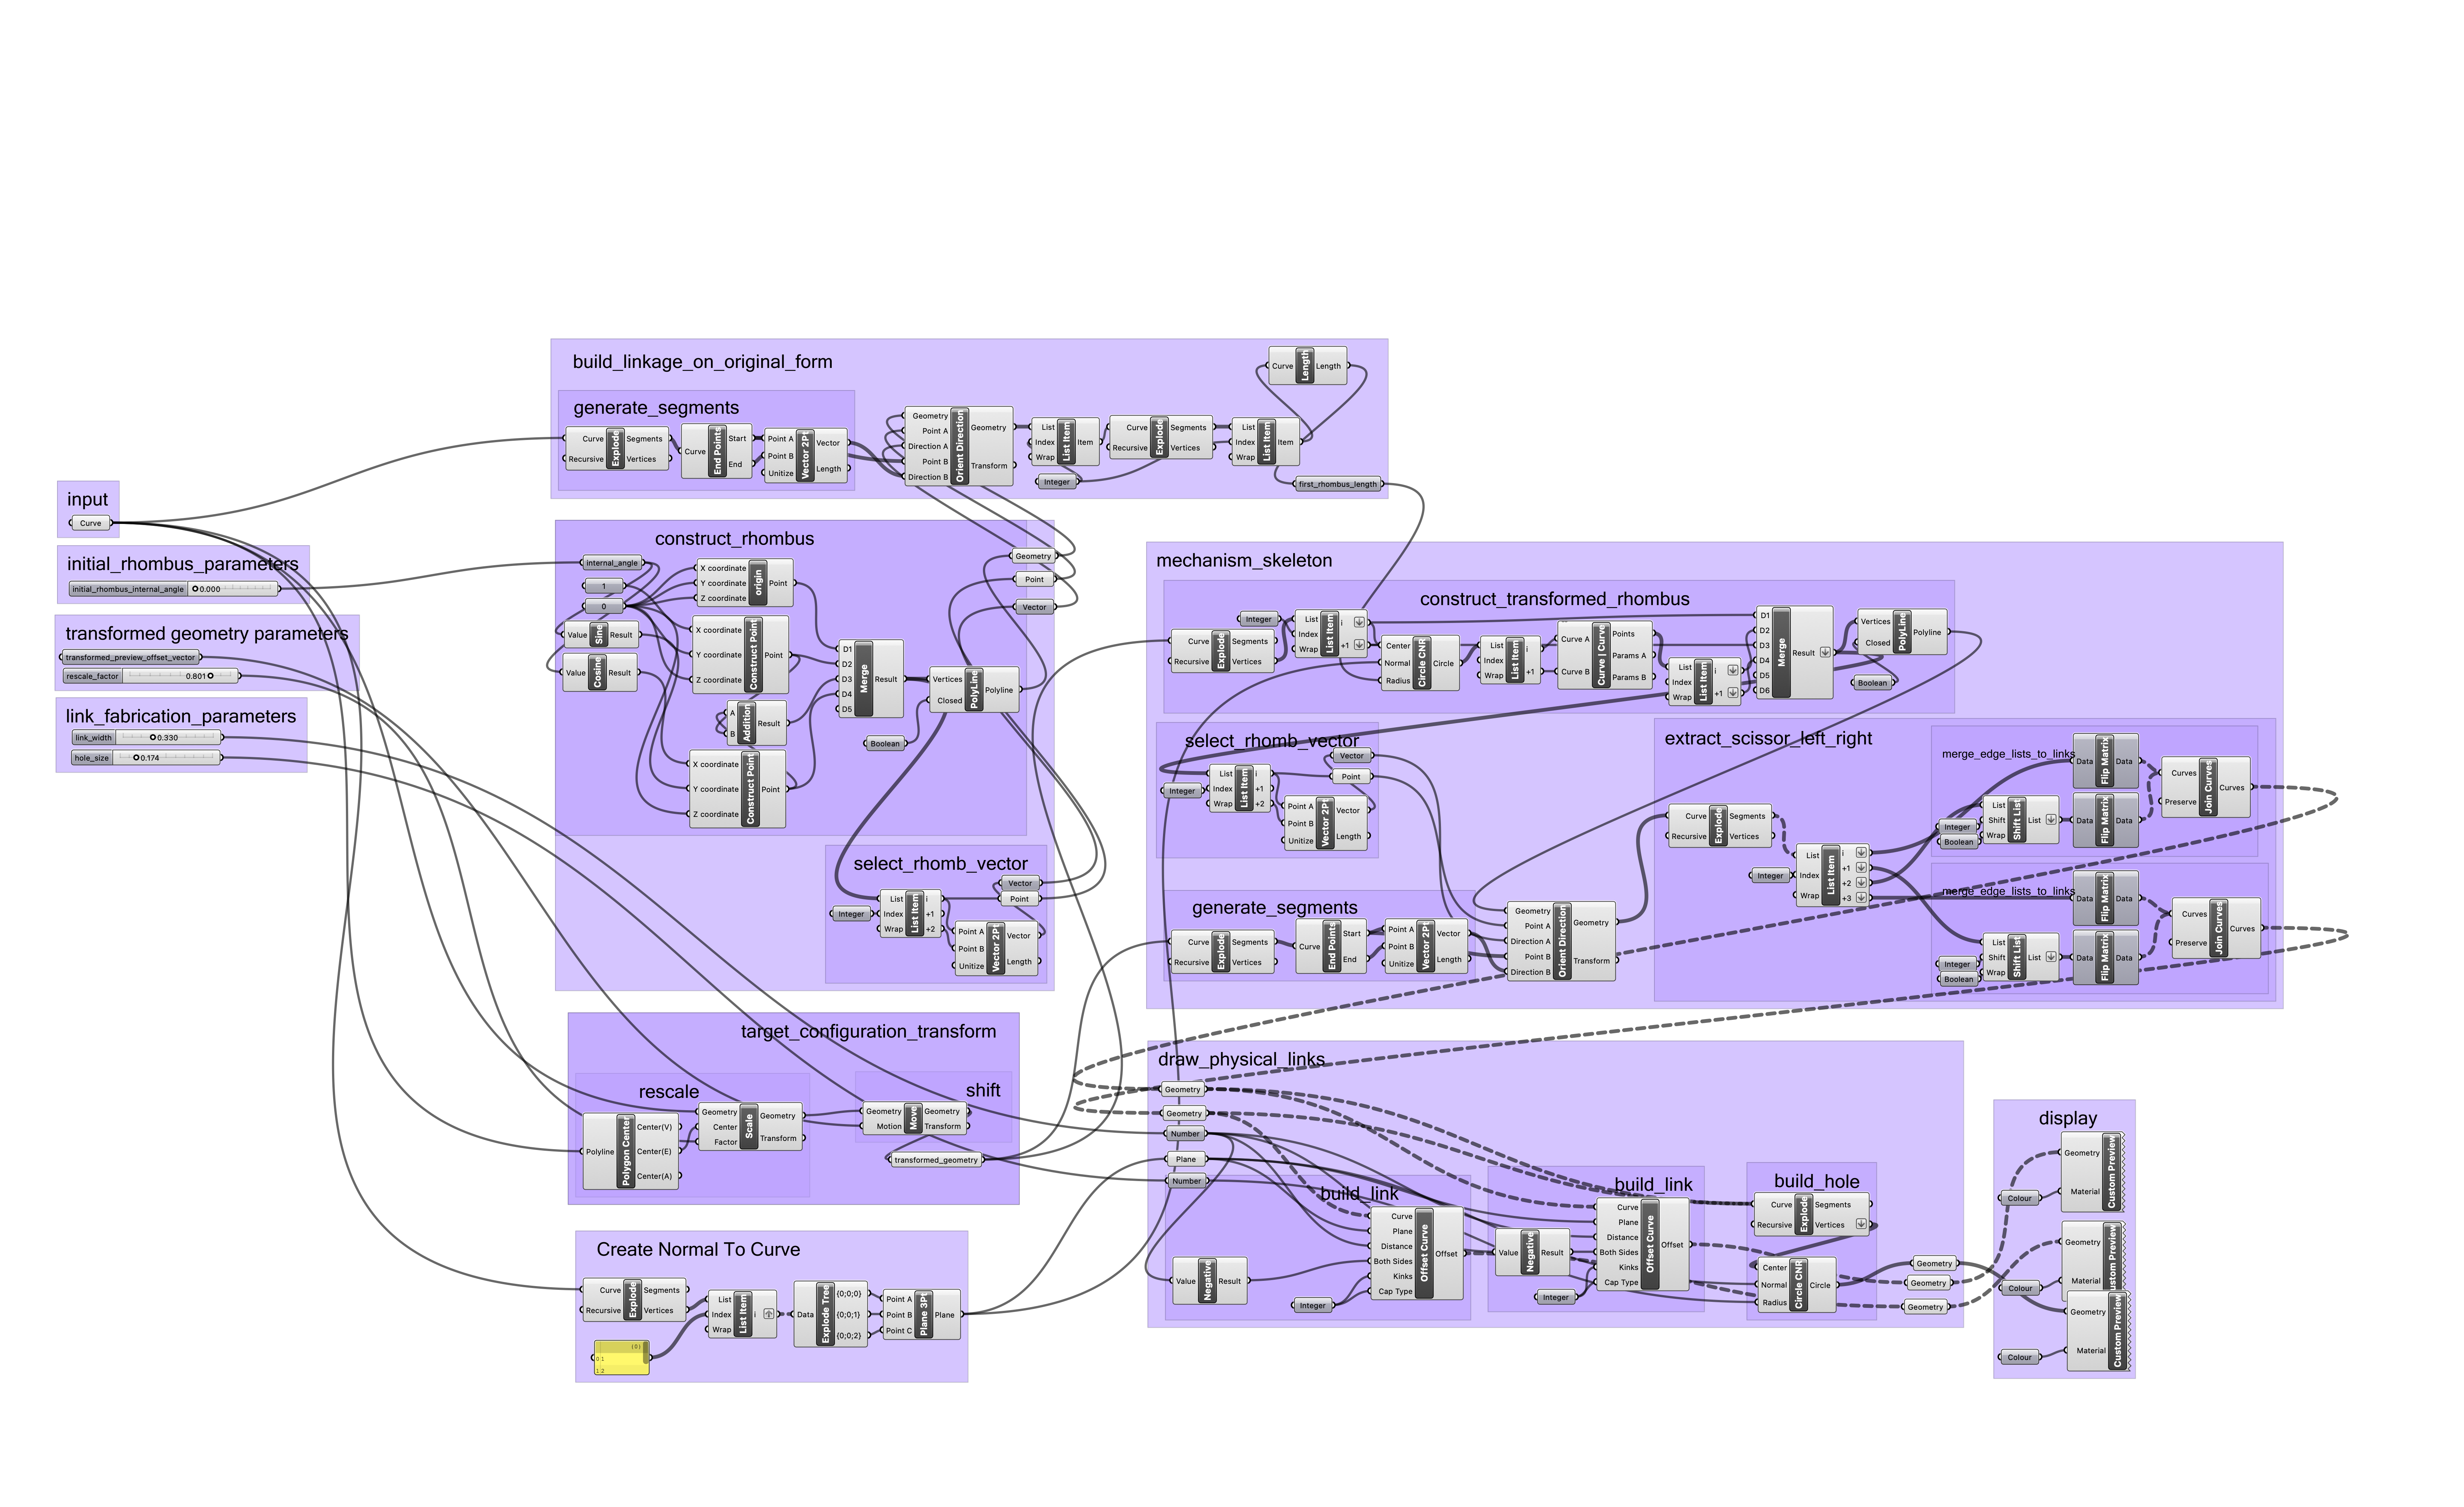 build_linkage_on_original_form
Curve Length Length
generate_segments
Curve Recursive Explode Segments Vertices
Curve End Points Start End
Point A Point B Unitize Vector 2Pt Vector Length
Geometry Point A Direction A Point B Direction B Orient Direction Geometry Transform
List Index Wrap List Item Item
Integer
Curve Recursive Explode Segments Vertices
List Index Wrap List Item Item
first_rhombus_length
input
Curve
initial_rhombus_parameters
initial_rhombus_internal_angle 0.000
transformed geometry parameters
transformed_preview_offset_vector
rescale_factor 0.801
link_fabrication_parameters
link_width 0.330
hole_size 0.174
construct_rhombus
internal_angle
1
0
Value Sine Result
Value Cosine Result
X coordinate Y coordinate Z coordinate origin Point
X coordinate Y coordinate Z coordinate Construct Point Point
A B Addition Result
X coordinate Y coordinate Z coordinate Construct Point Point
D1 D2 D3 D4 D5 Merge Result
Boolean
Vertices Closed PolyLine Polyline
Geometry
Point
Vector
select_rhomb_vector
Integer
List Index Wrap List Item i +1 +2
Point A Point B Unitize Vector 2Pt Vector Length
Vector
Point
target_configuration_transform
rescale
Polyline Polygon Center Center(V) Center(E) Center(A)
Geometry Center Factor Scale Geometry Transform
shift
Geometry Motion Move Geometry Transform
transformed_geometry
Create Normal To Curve
Curve Recursive Explode Segments Vertices
{0}
0 1
1 2
List Index Wrap List Item i
Data Explode Tree {0;0;0} {0;0;1} {0;0;2}
Point A Point B Point C Plane 3Pt Plane
mechanism_skeleton
construct_transformed_rhombus
Curve Recursive Explode Segments Vertices
Integer
List Index Wrap List Item i +1
Center Normal Radius Circle CNR Circle
List Index Wrap List Item i +1
Curve A Curve B Curve | Curve Points Params A Params B
List Index Wrap List Item i +1
D1 D2 D3 D4 D5 D6 Merge Result
Vertices Closed PolyLine Polyline
Boolean
select_rhomb_vector
Integer
List Index Wrap List Item i +1 +2
Point A Point B Unitize Vector 2Pt Vector Length
Vector
Point
generate_segments
Curve Recursive Explode Segments Vertices
Curve End Points Start End
Point A Point B Unitize Vector 2Pt Vector Length
Geometry Point A Direction A Point B Direction B Orient Direction Geometry Transform
extract_scissor_left_right
Curve Recursive Explode Segments Vertices
Integer
List Index Wrap List Item i +1 +2 +3
merge_edge_lists_to_links
Integer
Boolean
List Shift Wrap Shift List List
Data Flip Matrix Data
Data Flip Matrix Data
Curves Preserve Join Curves Curves
merge_edge_lists_to_links
Integer
Boolean
List Shift Wrap Shift List List
Data Flip Matrix Data
Data Flip Matrix Data
Curves Preserve Join Curves Curves
draw_physical_links
Geometry
Geometry
Number
Plane
Number
build_link
Value Negative Result
Integer
Curve Plane Distance Both Sides Kinks Cap Type Offset Curve Offset
build_link
Value Negative Result
Integer
Curve Plane Distance Both Sides Kinks Cap Type Offset Curve Offset
build_hole
Curve Recursive Explode Segments Vertices
Center Normal Radius Circle CNR Circle
Geometry
Geometry
Geometry
display
Colour
Geometry Material Custom Preview
Colour
Geometry Material Custom Preview
Colour
Geometry Material Custom Preview